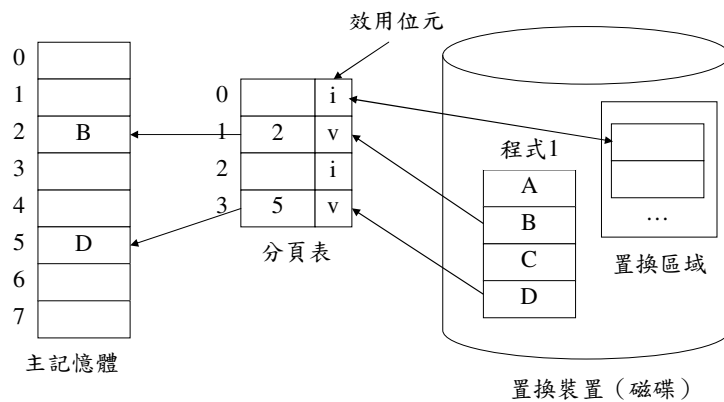 效用位元
0
1
2 B
3
4
5 D
6
7
主記憶體
0 i
1 2 v
2 i
3 5 v
分頁表
程式1
A
B
C
D
…
置換區域
置換裝置（磁碟）